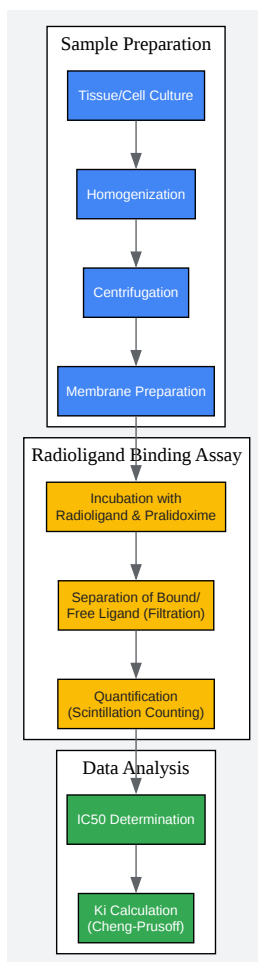 Sample Preparation
Tissue/Cell Culture
Homogenization
Centrifugation
Membrane Preparation
Radioligand Binding Assay
Incubation with
Radioligand & Pralidoxime
Separation of Bound/
Free Ligand (Filtration)
Quantification
(Scintillation Counting)
Data Analysis
IC50 Determination
Ki Calculation
(Cheng-Prusoff)